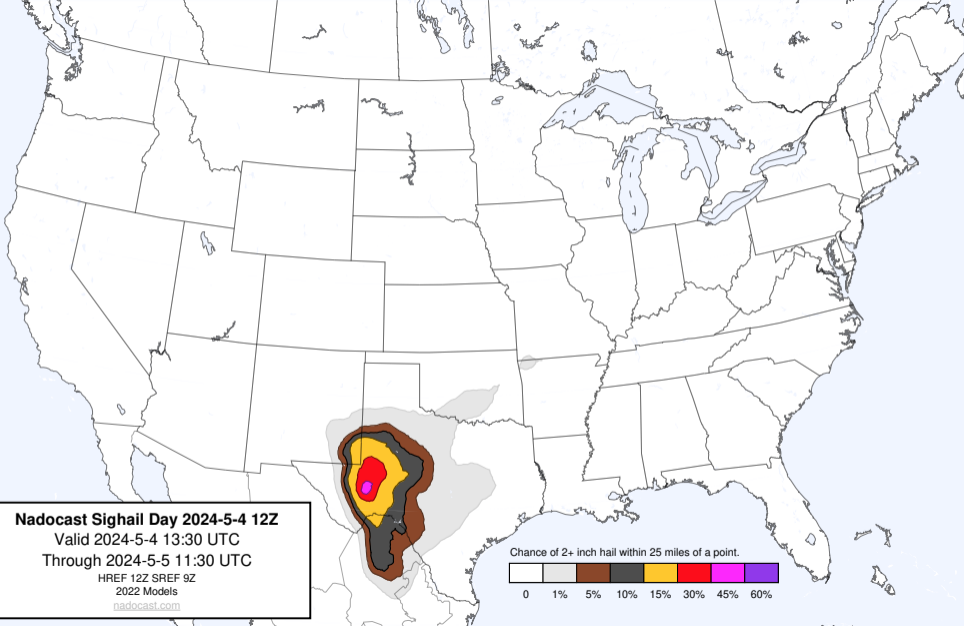 Nadocast Sighail Day 2024-5-4 12Z
Valid 2024-5-4 13:30 UTC
Through 2024-5-5 11:30 UTC
HREF 12Z SREF 9Z
2022 Models
nadocast.com
Chance of 2+ inch hail within 25 miles of a point.
0 1% 5% 10% 15% 30% 45% 60%